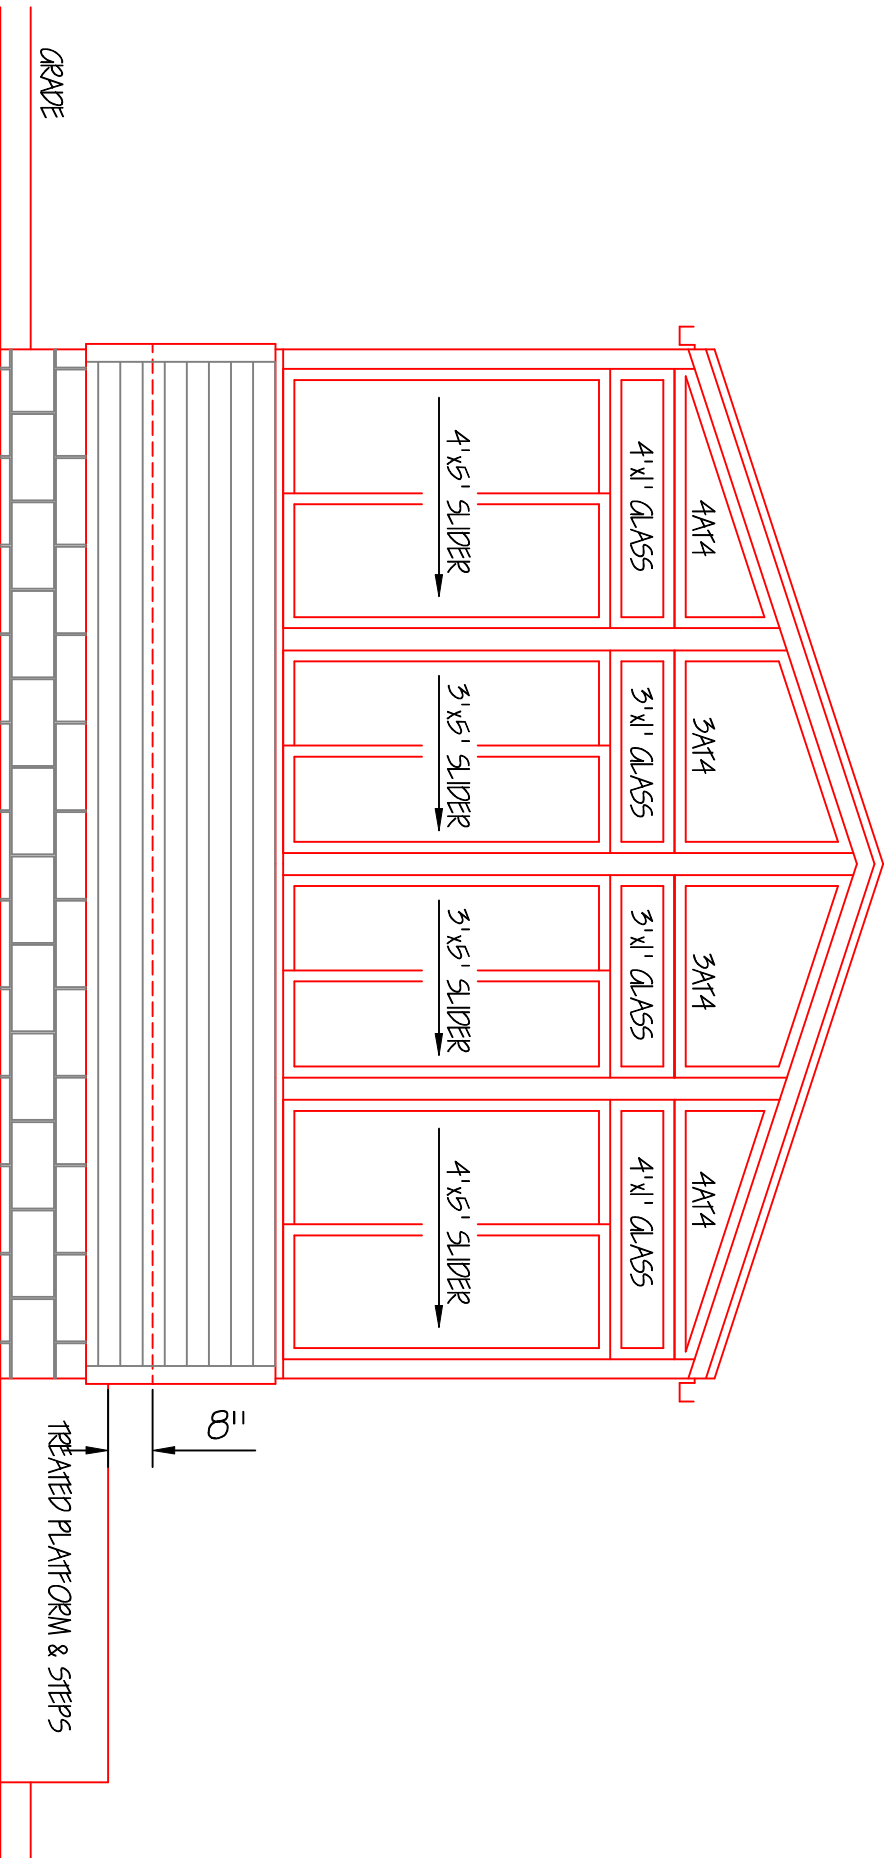 4AT4
3AT4
3AT4
4AT4
4'x1' GLASS
3'x1' GLASS
3'x1' GLASS
4'x1' GLASS
4'x5' SLIDER
3'x5' SLIDER
3'x5' SLIDER
4'x5' SLIDER
8"
GRADE
TREATED PLATFORM & STEPS